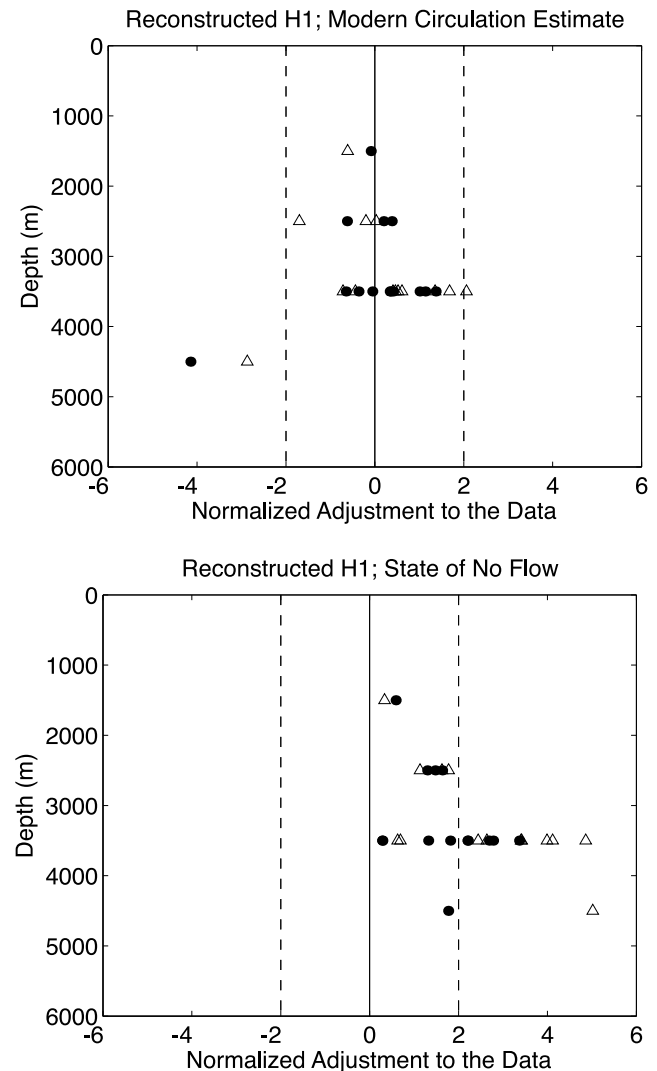 Reconstructed H1; Modern Circulation Estimate
0
1000
2000
3000
4000
5000
6000
Depth (m)
-6 -4 -2 0 2 4 6
Normalized Adjustment to the Data
Reconstructed H1; State of No Flow
0
1000
2000
3000
4000
5000
6000
Depth (m)
-6 -4 -2 0 2 4 6
Normalized Adjustment to the Data